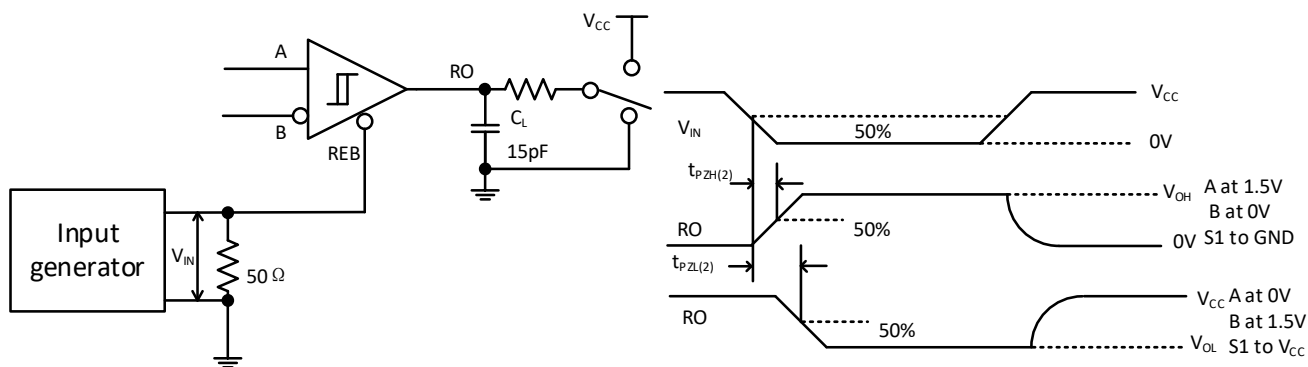 V_CC
A
RO
C_L
15pF
B
REB
Input
generator
V_IN
50 Ω
V_IN
50%
V_CC
0V
t_PZH(2)
RO
50%
V_OH
0V
A at 1.5V
B at 0V
S1 to GND
t_PZL(2)
RO
50%
V_CC
V_OL
A at 0V
B at 1.5V
S1 to V_CC